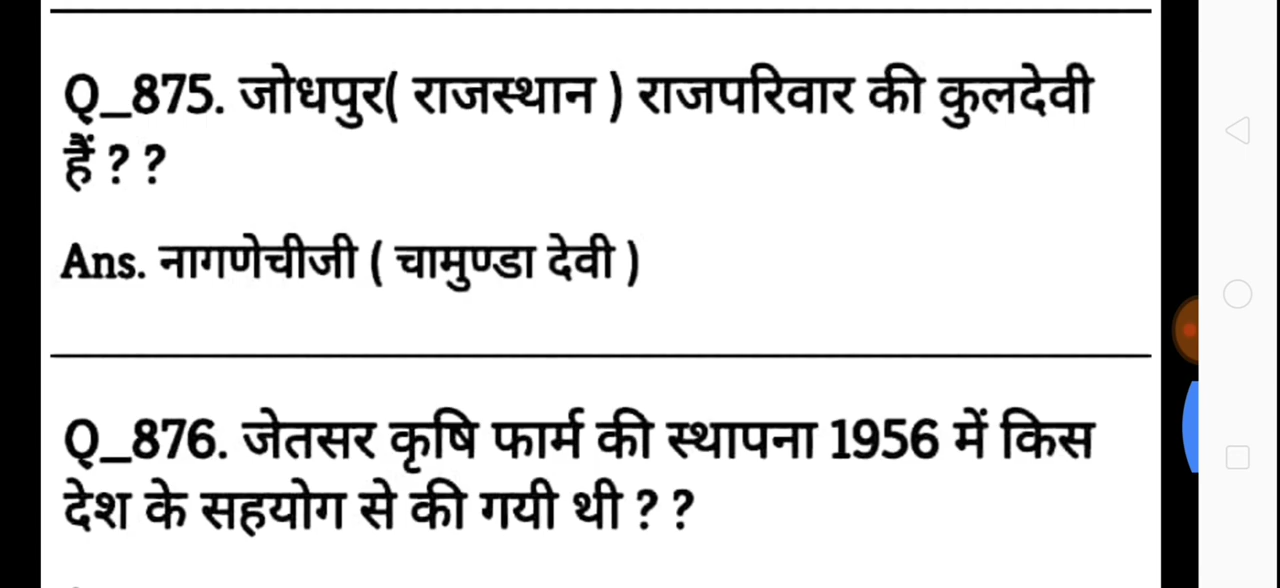 Q_875. जोधपुर( राजस्थान ) राजपरिवार की कुलदेवी
हैं ? ?
Ans. नागणेचीजी ( चामुण्डा देवी )
Q_876. जेतसर कृषि फार्म की स्थापना 1956 में किस
देश के सहयोग से की गयी थी ? ?